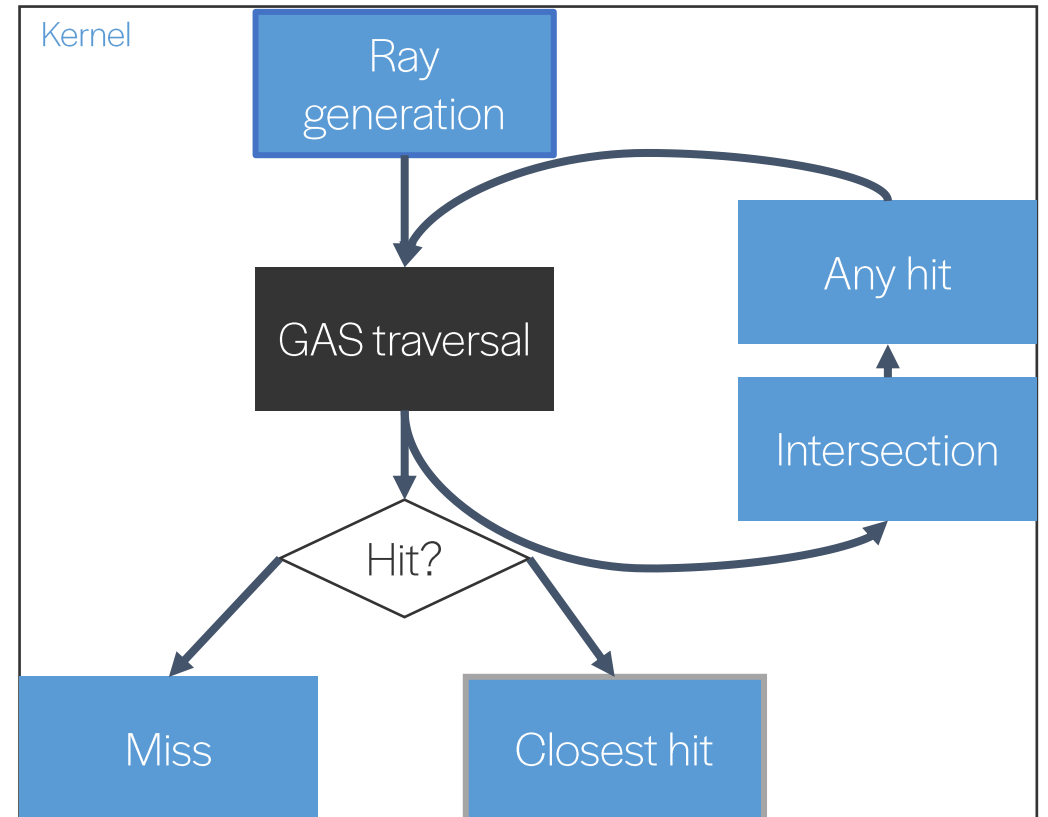 Kernel
Ray
generation
Any hit
GAS traversal
Intersection
Hit?
Miss
Closest hit